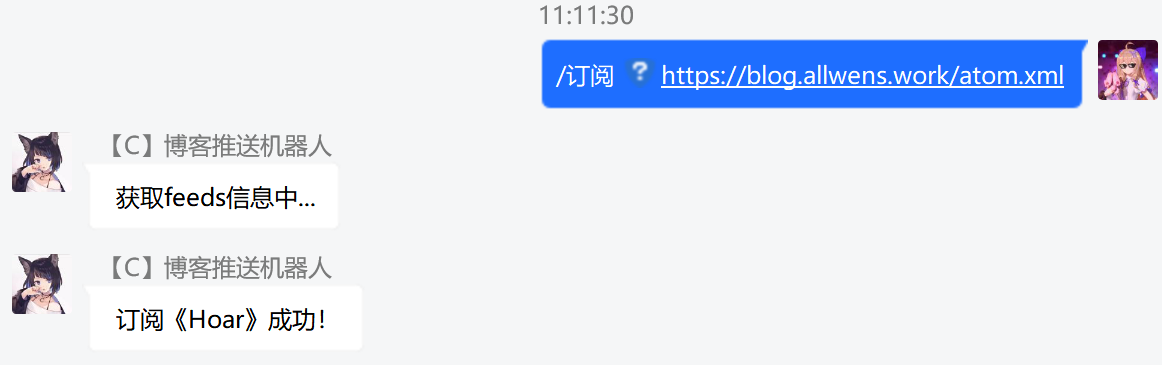 11:11:30
/订阅 https://blog.allwens.work/atom.xml
【C】博客推送机器人
获取feeds信息中...
【C】博客推送机器人
订阅《Hoar》成功！